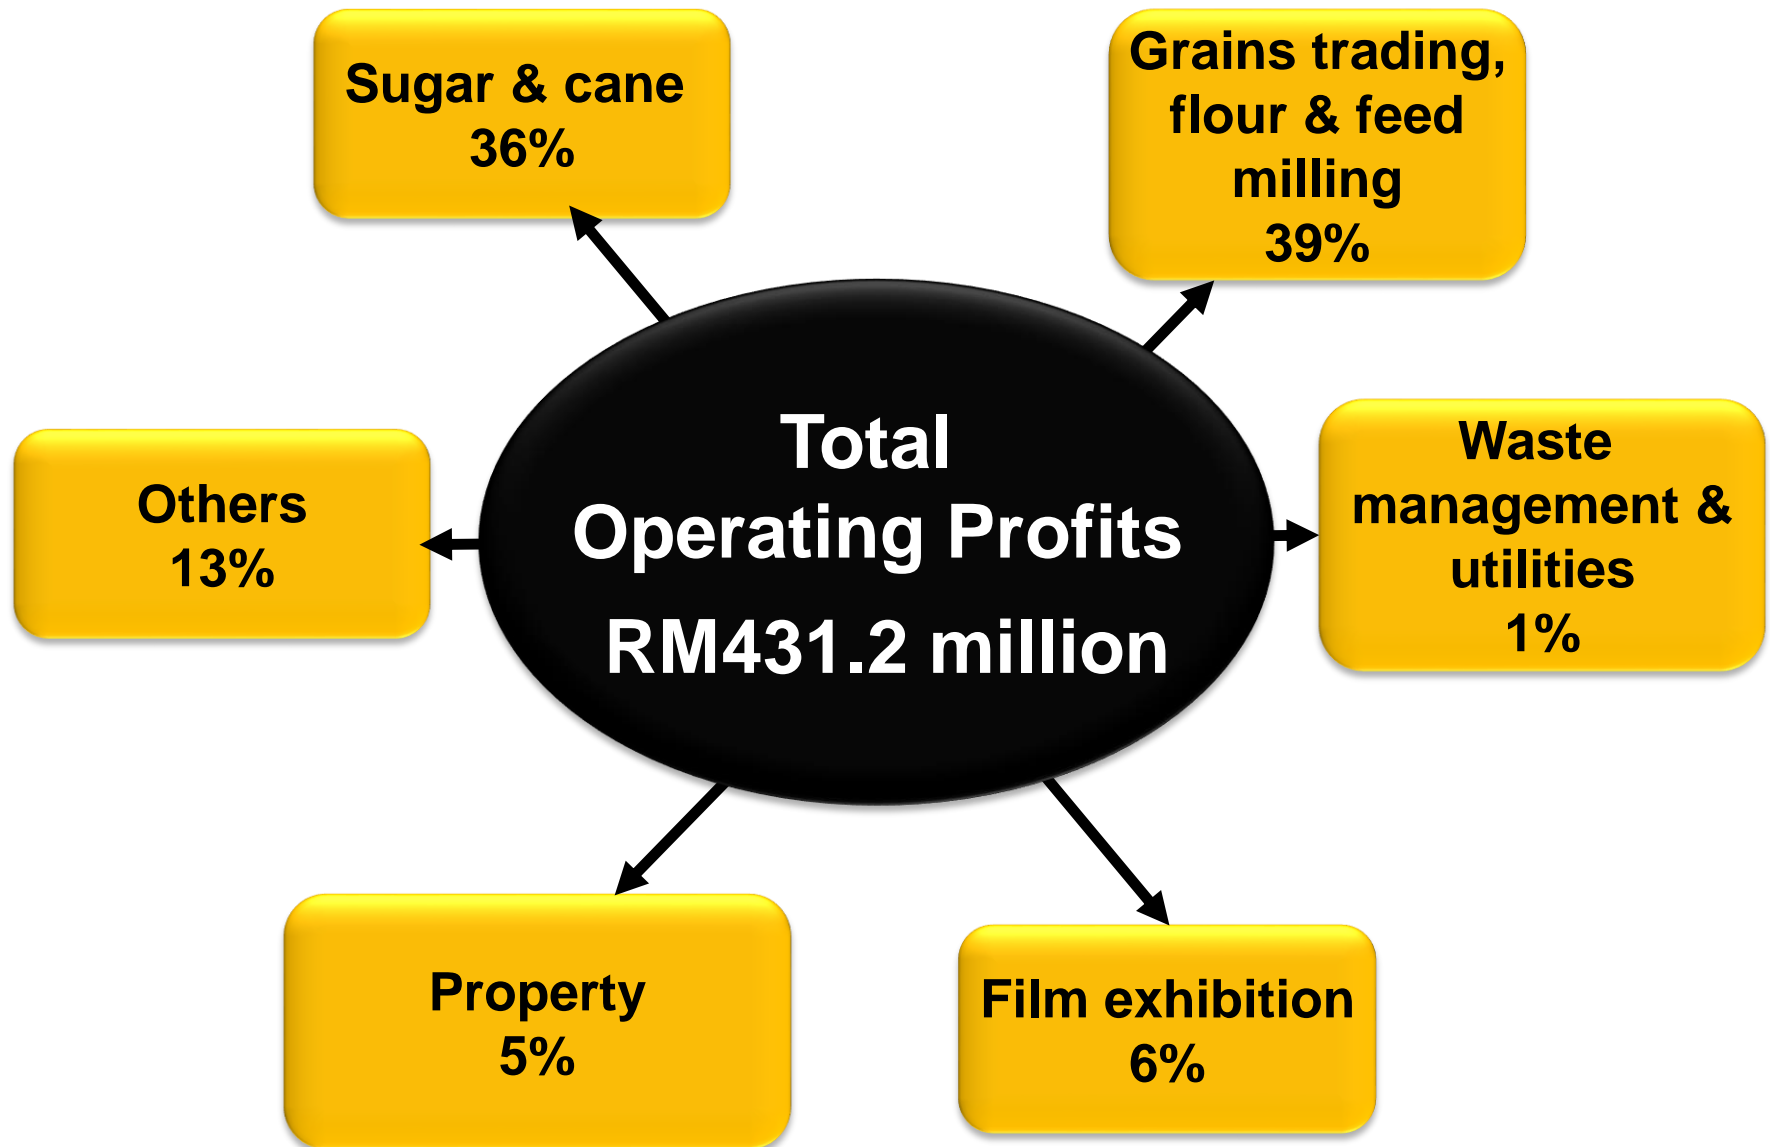 Sugar & cane
36%
Grains trading,
flour & feed
milling
39%
Total
Operating Profits
RM431.2 million
Others
13%
Waste
management &
utilities
1%
Property
5%
Film exhibition
6%